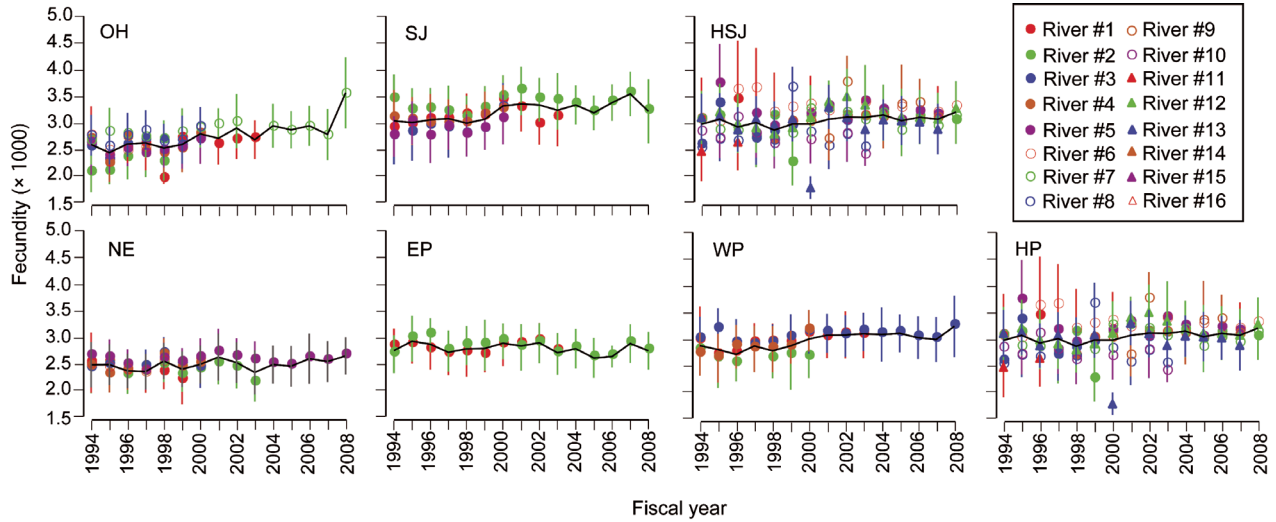 Fecundity (× 1000)
OH
5.0
4.5
4.0
3.5
3.0
2.5
2.0
1.5
SJ
HSJ
River #1
River #2
River #3
River #4
River #5
River #6
River #7
River #8
River #9
River #10
River #11
River #12
River #13
River #14
River #15
River #16
NE
5.0
4.5
4.0
3.5
3.0
2.5
2.0
1.5
1994
1996
1998
2000
2002
2004
2006
2008
EP
1994
1996
1998
2000
2002
2004
2006
2008
WP
1994
1996
1998
2000
2002
2004
2006
2008
HP
1994
1996
1998
2000
2002
2004
2006
2008
Fiscal year